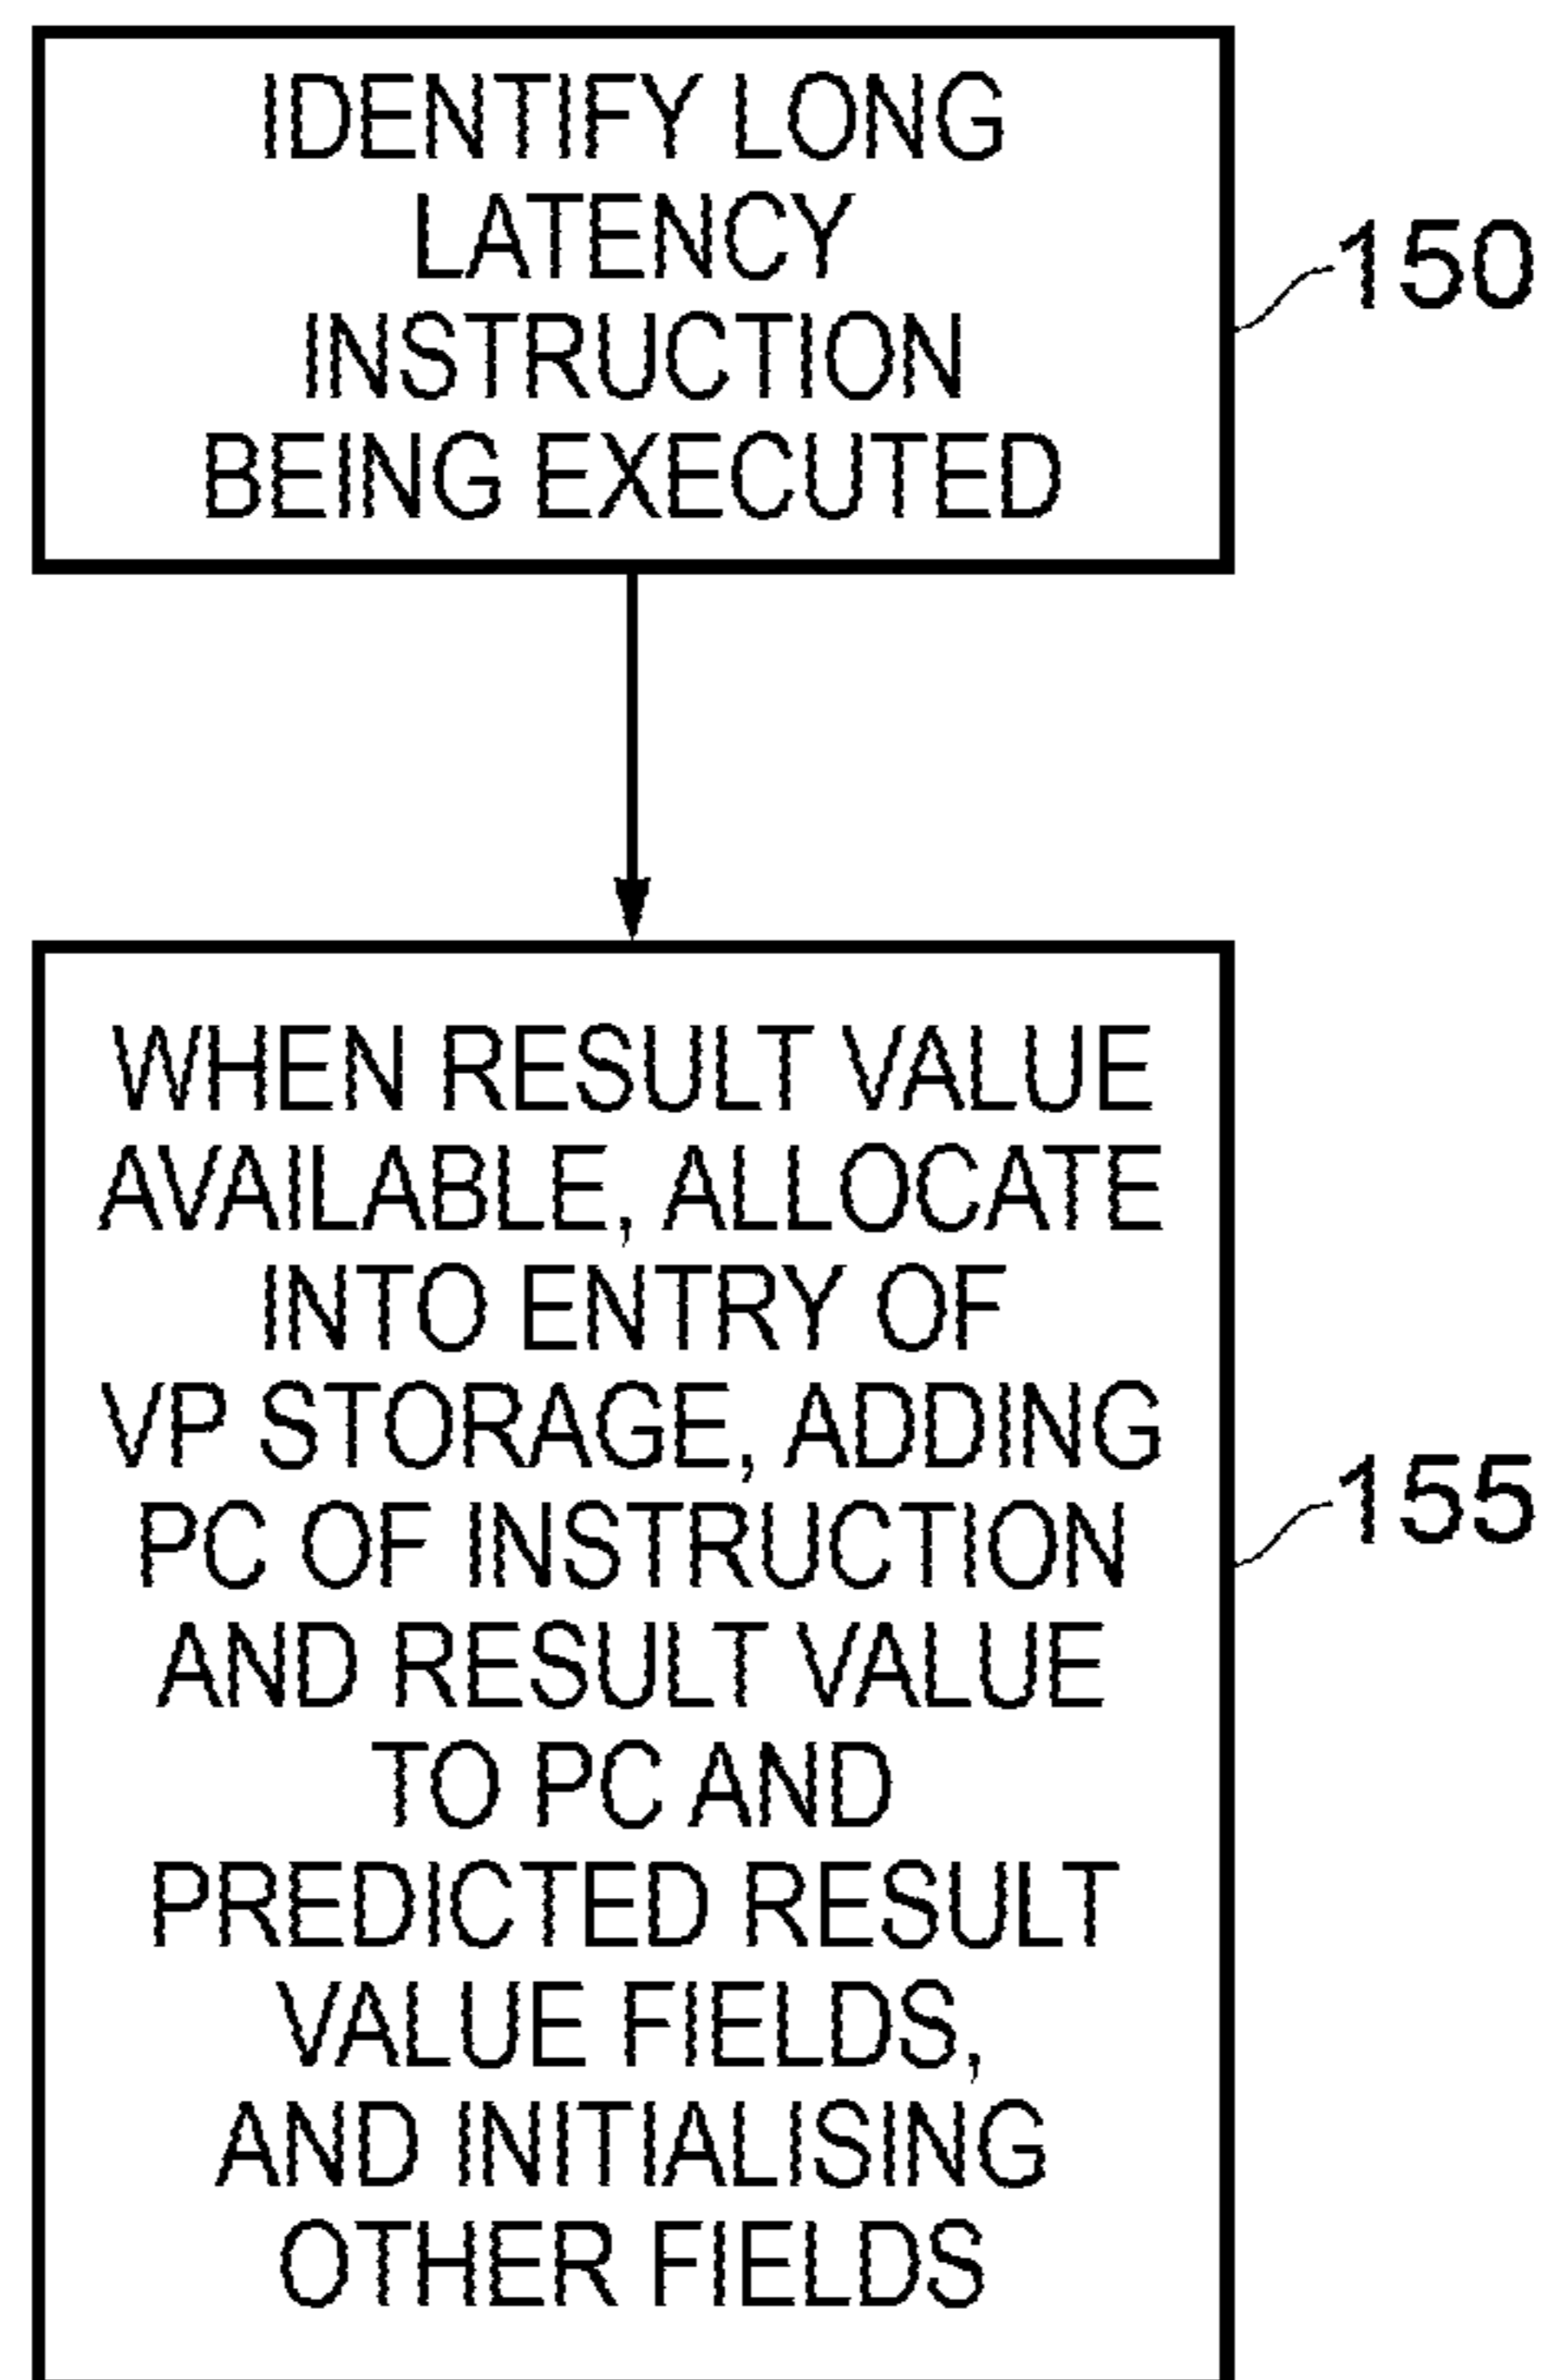 IDENTIFY LONG
LATENCY
INSTRUCTION
BEING EXECUTED
150
WHEN RESULT VALUE
AVAILABLE, ALLOCATE
INTO ENTRY OF
VP STORAGE, ADDING
PC OF INSTRUCTION
AND RESULT VALUE
TO PC AND
PREDICTED RESULT
VALUE FIELDS,
AND INITIALISING
OTHER FIELDS
155